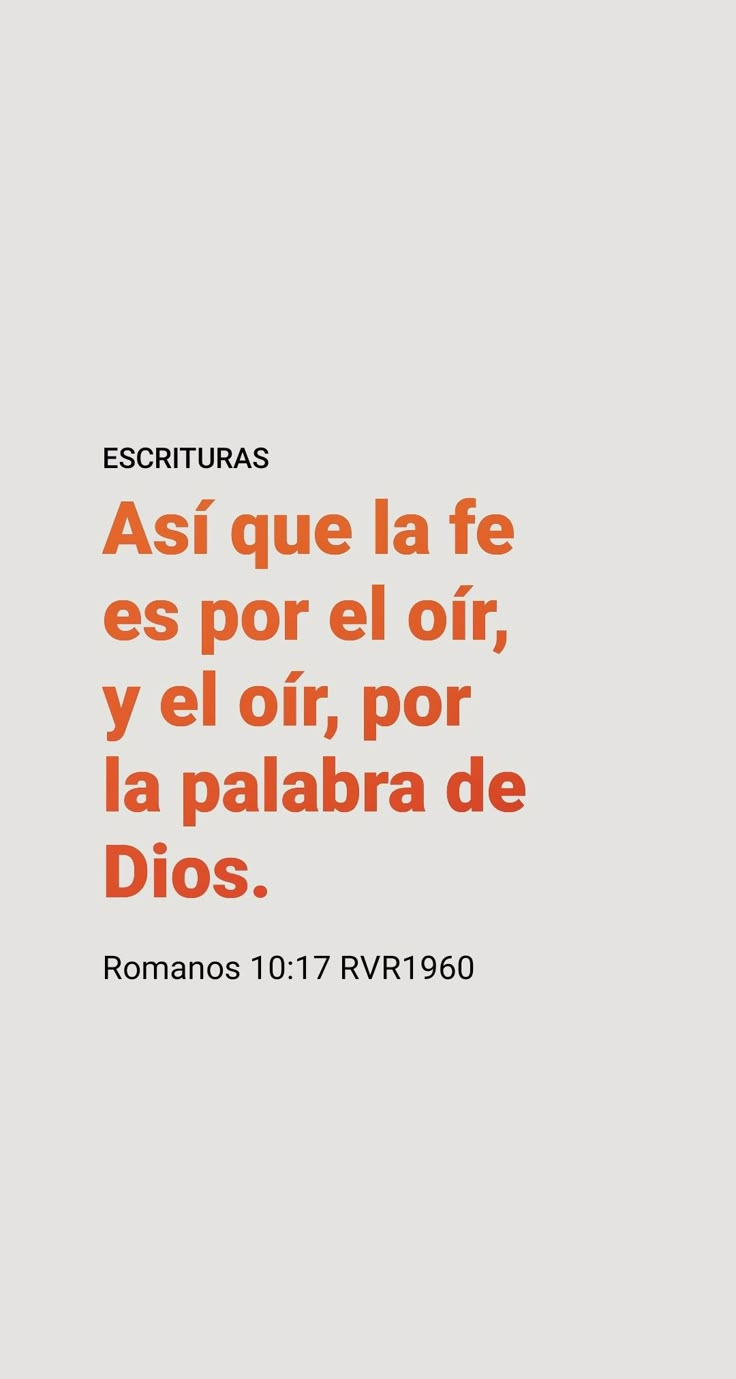 ESCRITURAS
Así que la fe
es por el oír,
y el oír, por
la palabra de
Dios.
Romanos 10:17 RVR1960